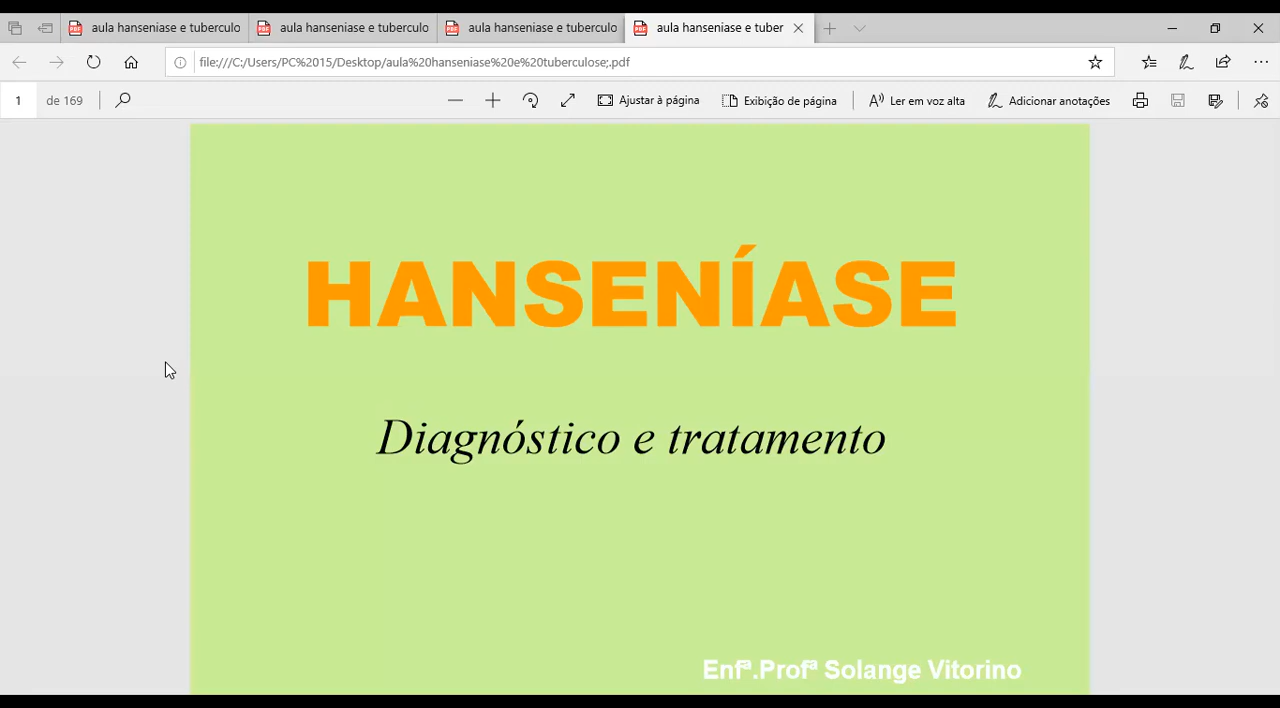 aula hanseniase e tuberculo
aula hanseniase e tuberculo
aula hanseniase e tuberculo
aula hanseniase e tuber
file:///C:/Users/PC%2015/Desktop/aula%20hanseniase%20e%20tuberculose;.pdf
1 de 169 Ajustar à página Exibição de página Ler em voz alta Adicionar anotações
HANSENÍASE
Diagnóstico e tratamento
Enfª.Profª Solange Vitorino